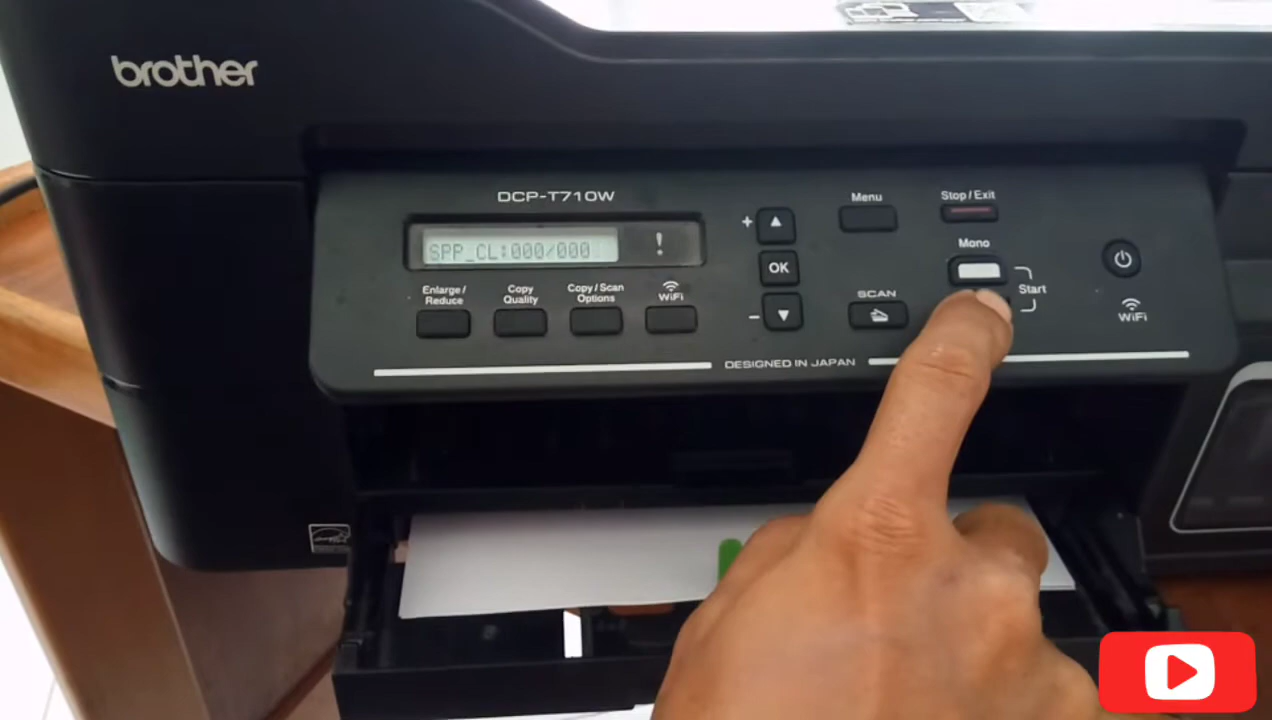 brother
DCP-T710W
SPP_CL:000/000
!
Enlarge/
Reduce
Copy
Quality
Copy/Scan
Options
WiFi
+
OK
−
Menu
SCAN
Stop/Exit
Mono
Start
WiFi
DESIGNED IN JAPAN